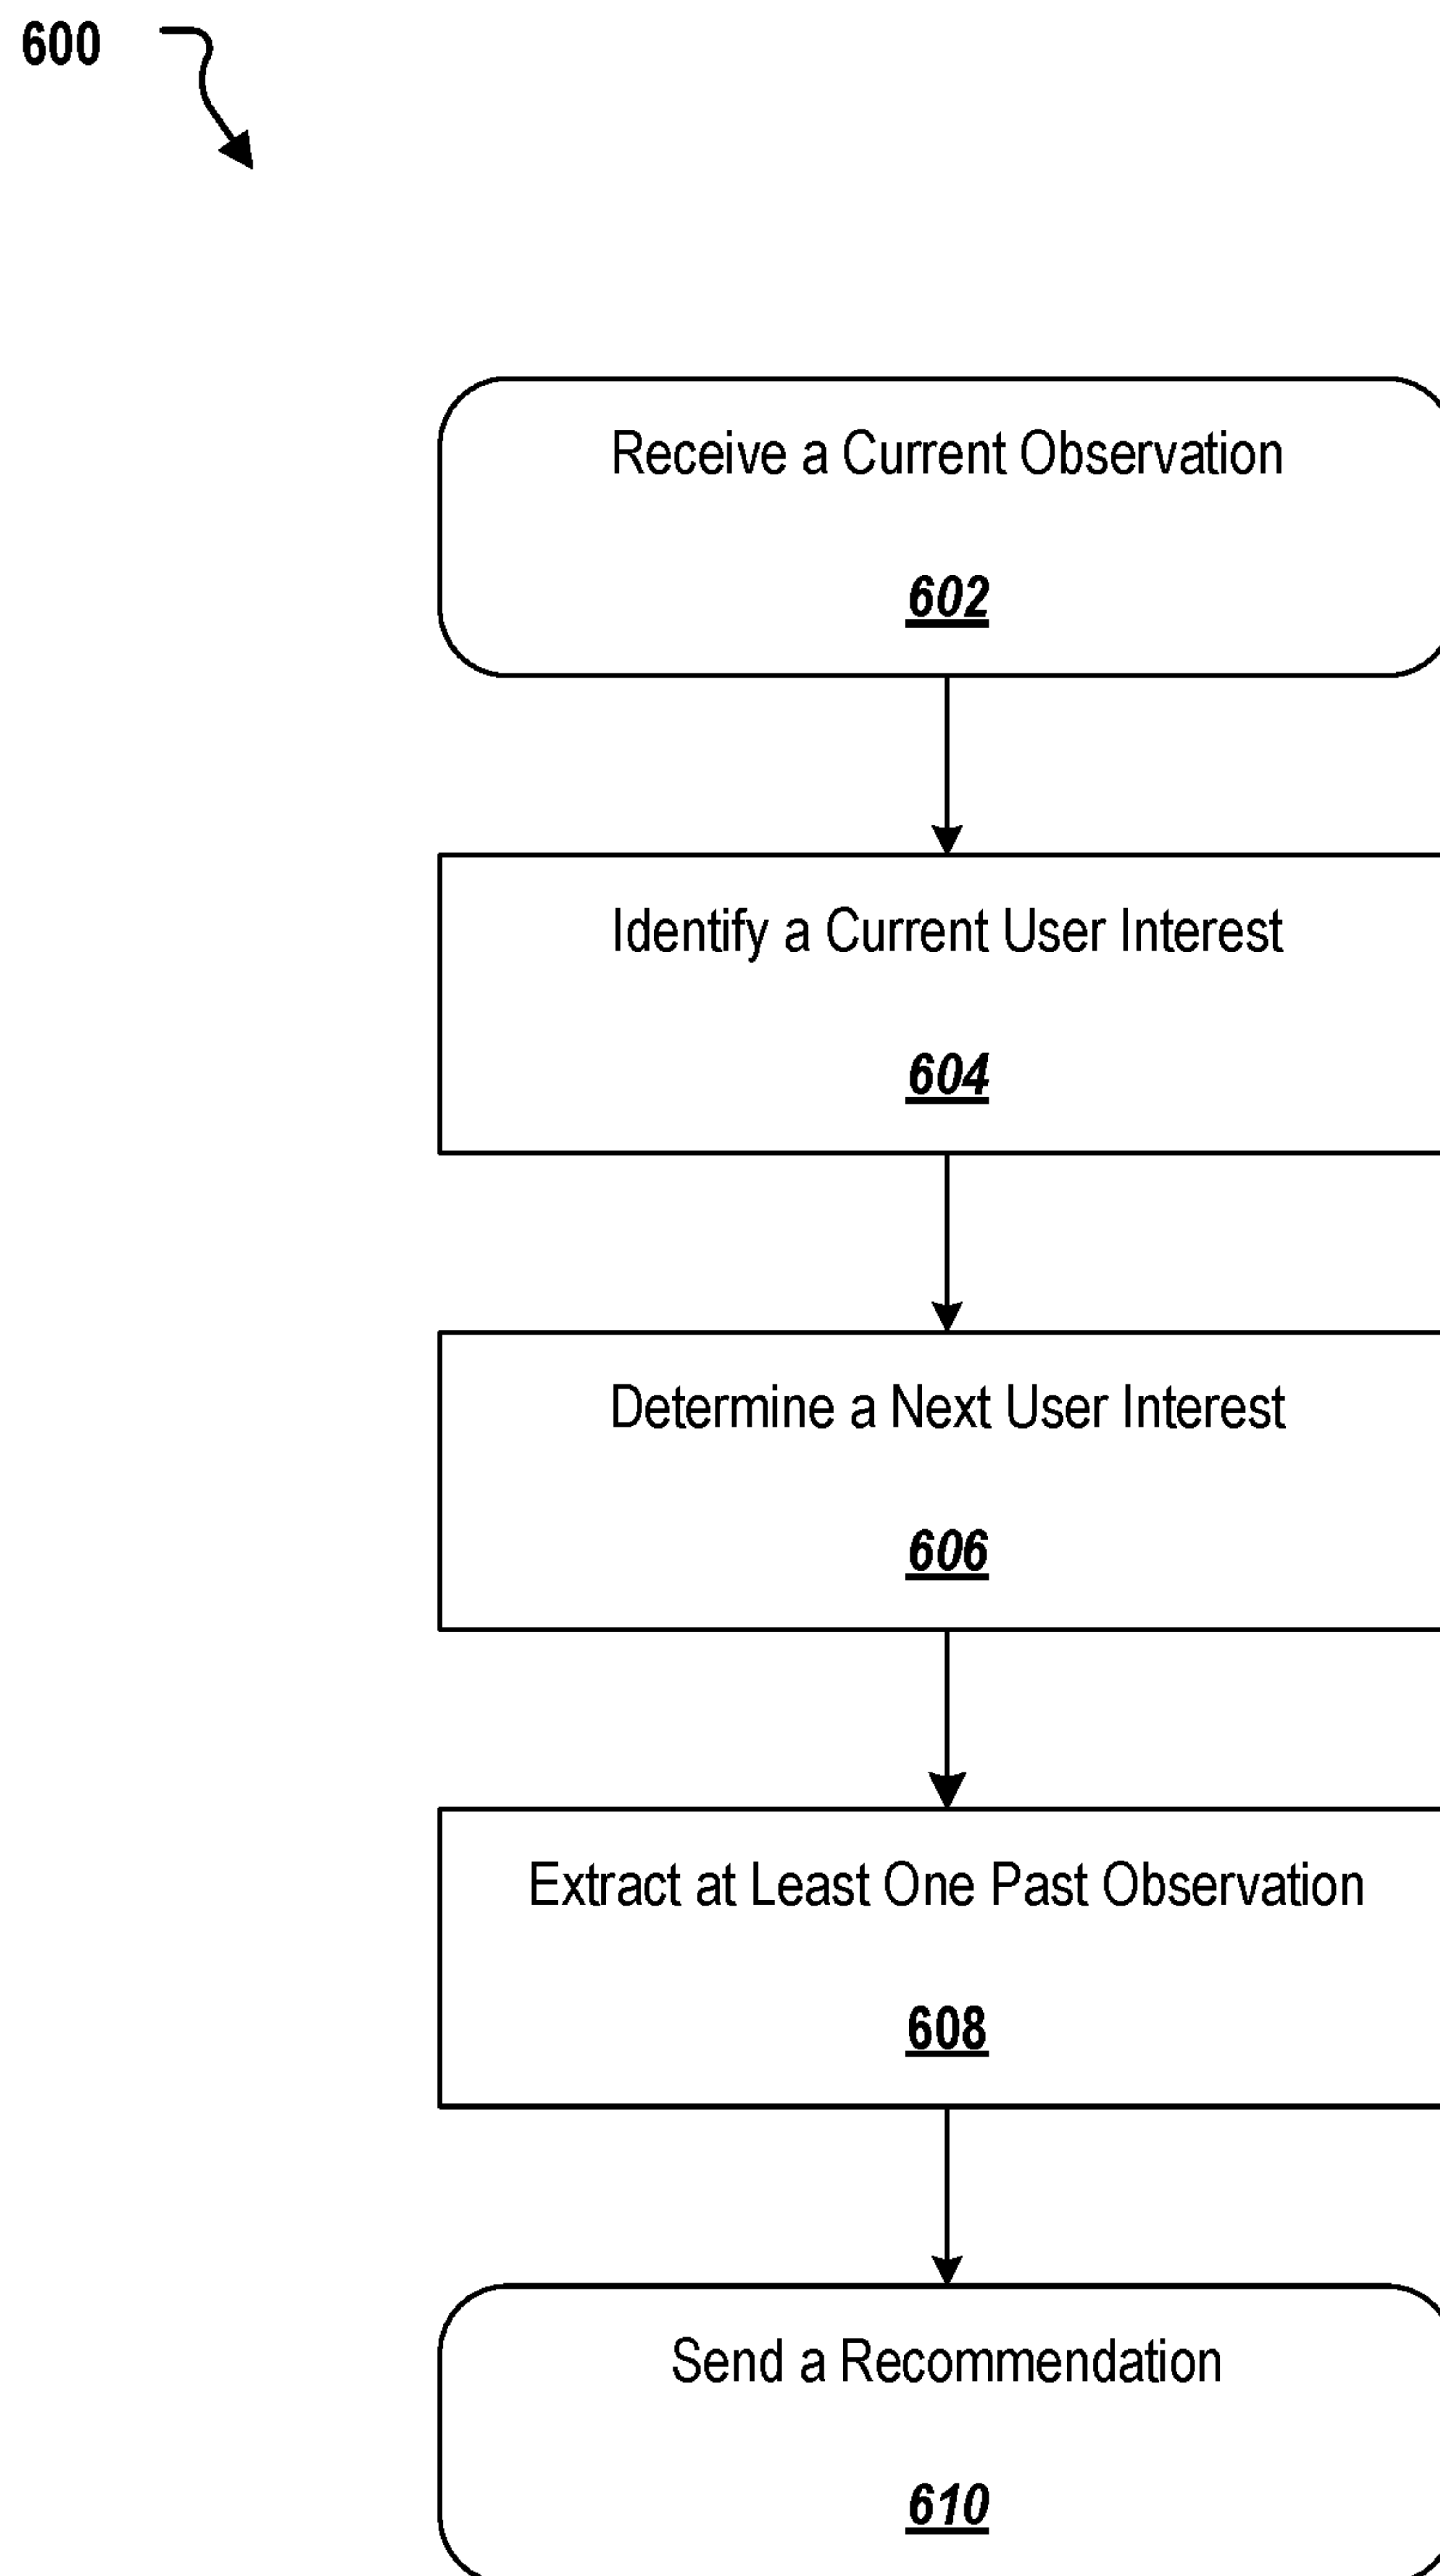 600
Receive a Current Observation
602
Identify a Current User Interest
604
Determine a Next User Interest
606
Extract at Least One Past Observation
608
Send a Recommendation
610